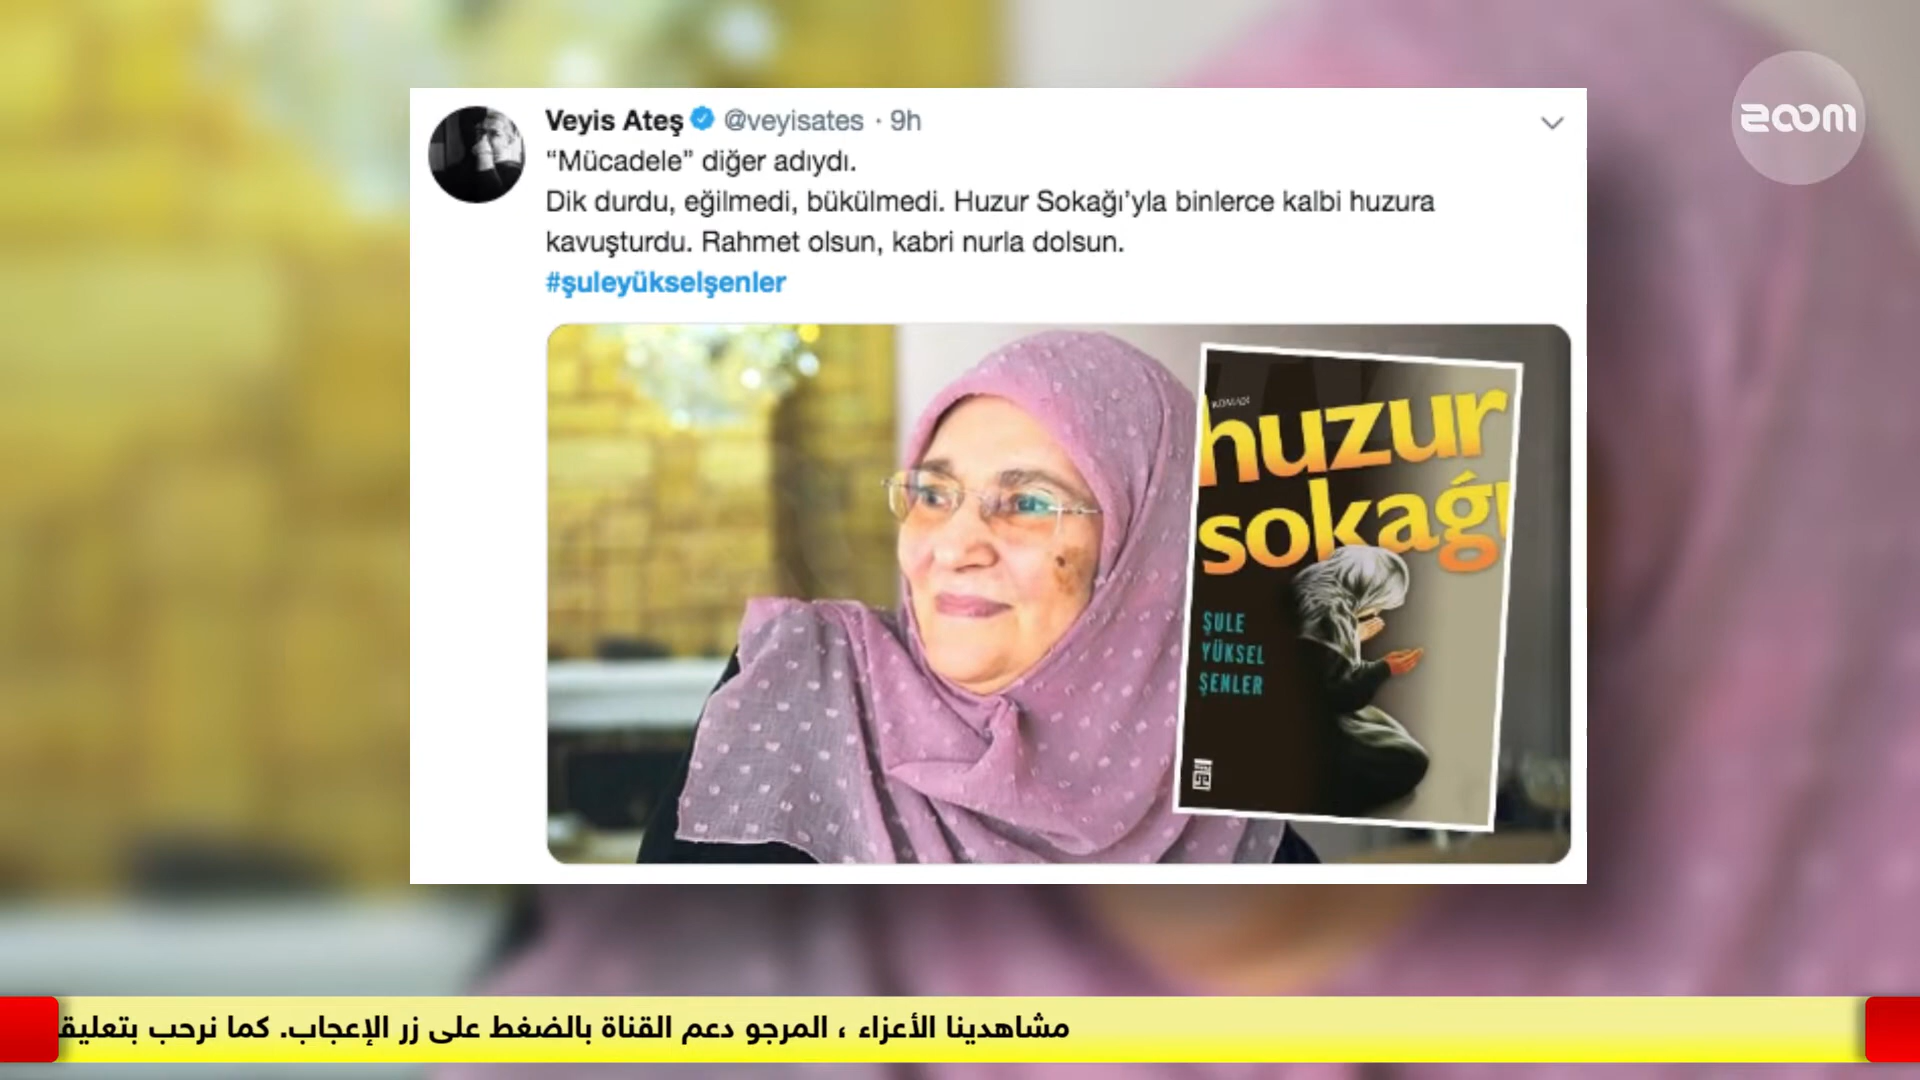 Veyis Ateş @veyisates · 9h
“Mücadele” diğer adıydı.
Dik durdu, eğilmedi, bükülmedi. Huzur Sokağı’yla binlerce kalbi huzura
kavuşturdu. Rahmet olsun, kabri nurla dolsun.
#şuleyükselşenler
zoom
ROMAN
huzur
sokağı
ŞULE
YÜKSEL
ŞENLER
مشاهدينا الأعزاء ، المرجو دعم القناة بالضغط على زر الإعجاب. كما نرحب بتعليق